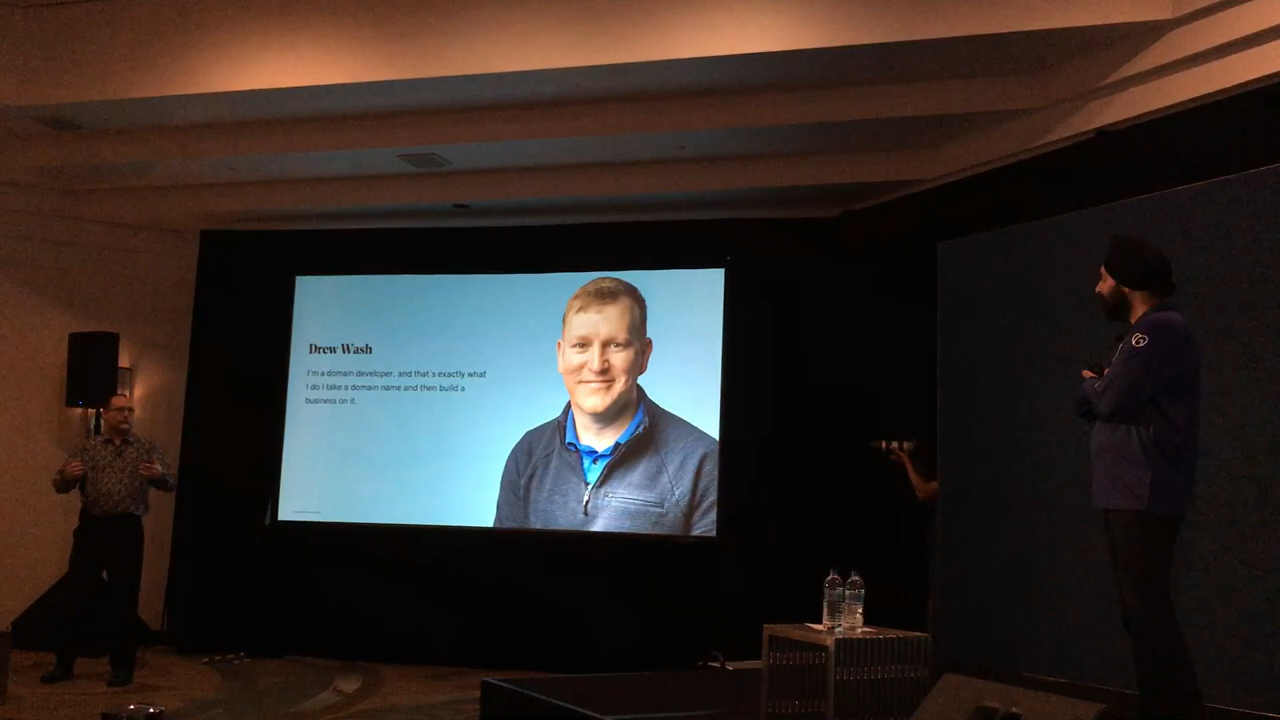 Drew Wash
I'm a domain developer, and that's exactly what
I do I take a domain name and then build a
business on it.